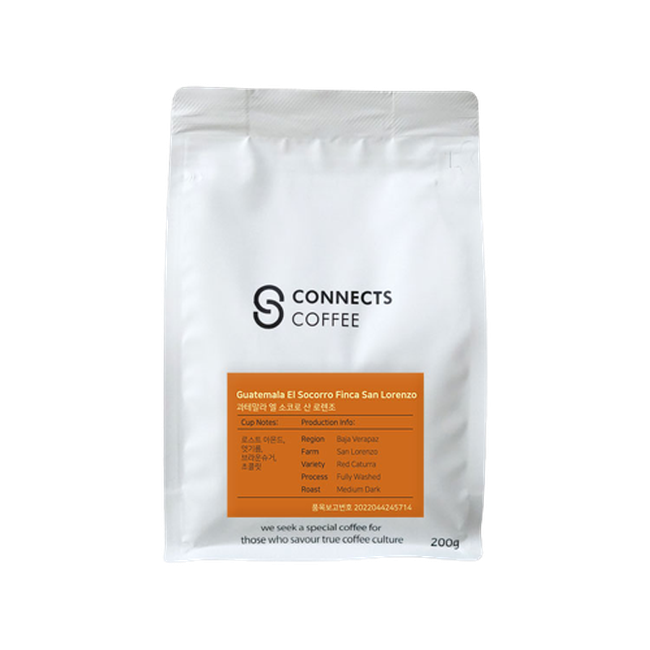 CONNECTS
COFFEE
Guatemala El Socorro Finca San Lorenzo
과테말라 엘 소코로 산 로렌조
Cup Notes: Production Info:
로스트 아몬드,
엿기름,
브라운슈거,
초콜릿
Region Baja Verapaz
Farm San Lorenzo
Variety Red Caturra
Process Fully Washed
Roast Medium Dark
품목보고번호 2022044245714
we seek a special coffee for
those who savour true coffee culture
200g